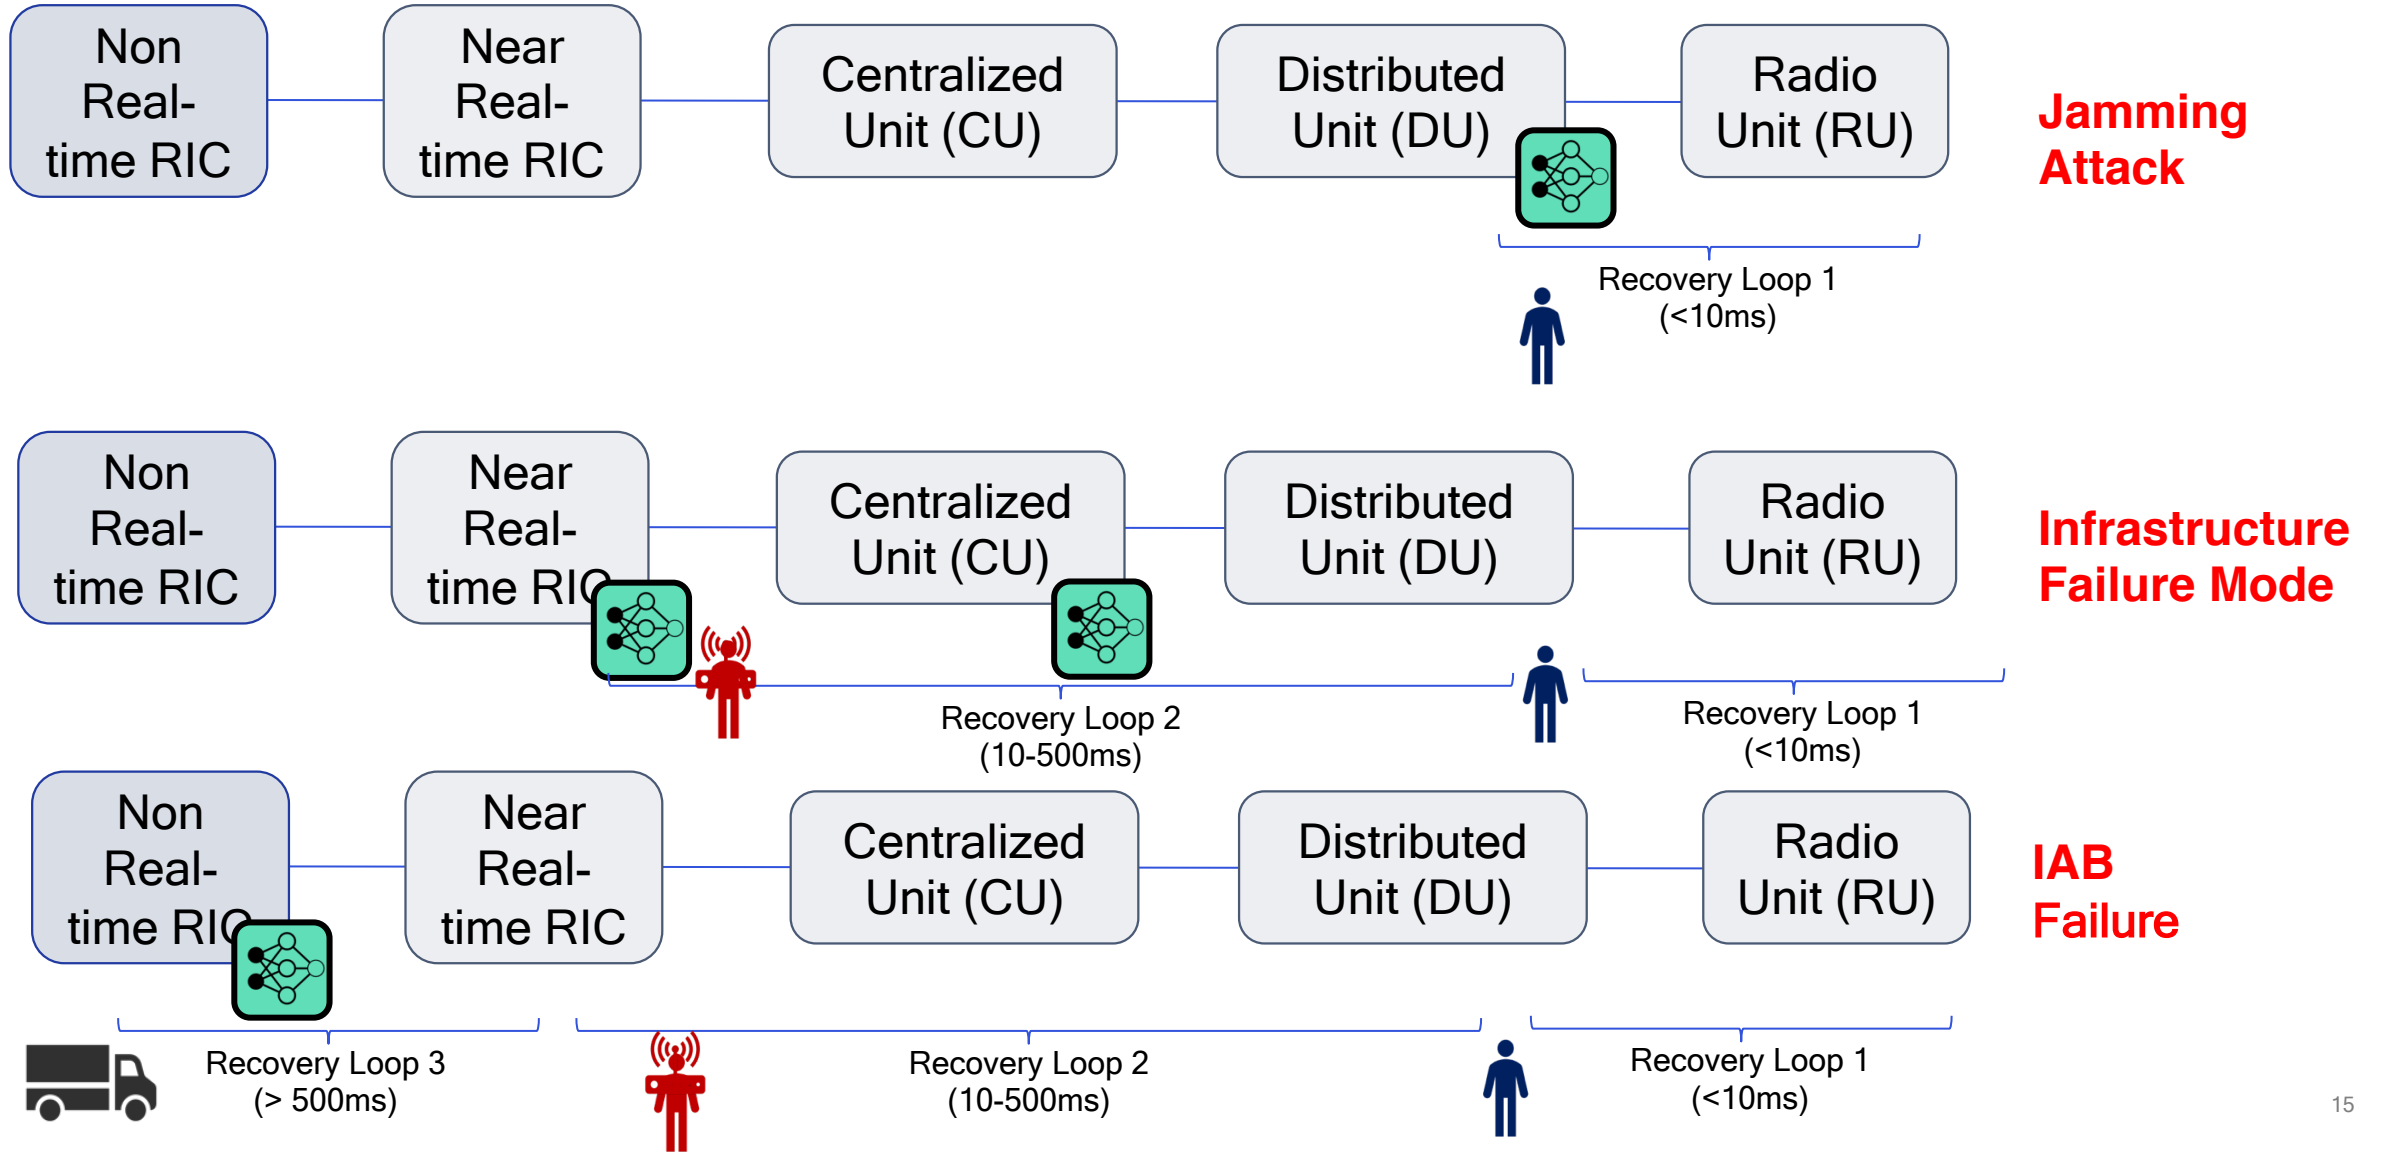 Non
Real-
time RIC
Near
Real-
time RIC
Centralized
Unit (CU)
Distributed
Unit (DU)
Radio
Unit (RU)
Jamming
Attack
Recovery Loop 1
(<10ms)
Non
Real-
time RIC
Near
Real-
time RIC
Centralized
Unit (CU)
Distributed
Unit (DU)
Radio
Unit (RU)
Infrastructure
Failure Mode
Recovery Loop 2
(10-500ms)
Recovery Loop 1
(<10ms)
Non
Real-
time RIC
Near
Real-
time RIC
Centralized
Unit (CU)
Distributed
Unit (DU)
Radio
Unit (RU)
IAB
Failure
Recovery Loop 3
(> 500ms)
Recovery Loop 2
(10-500ms)
Recovery Loop 1
(<10ms)
15